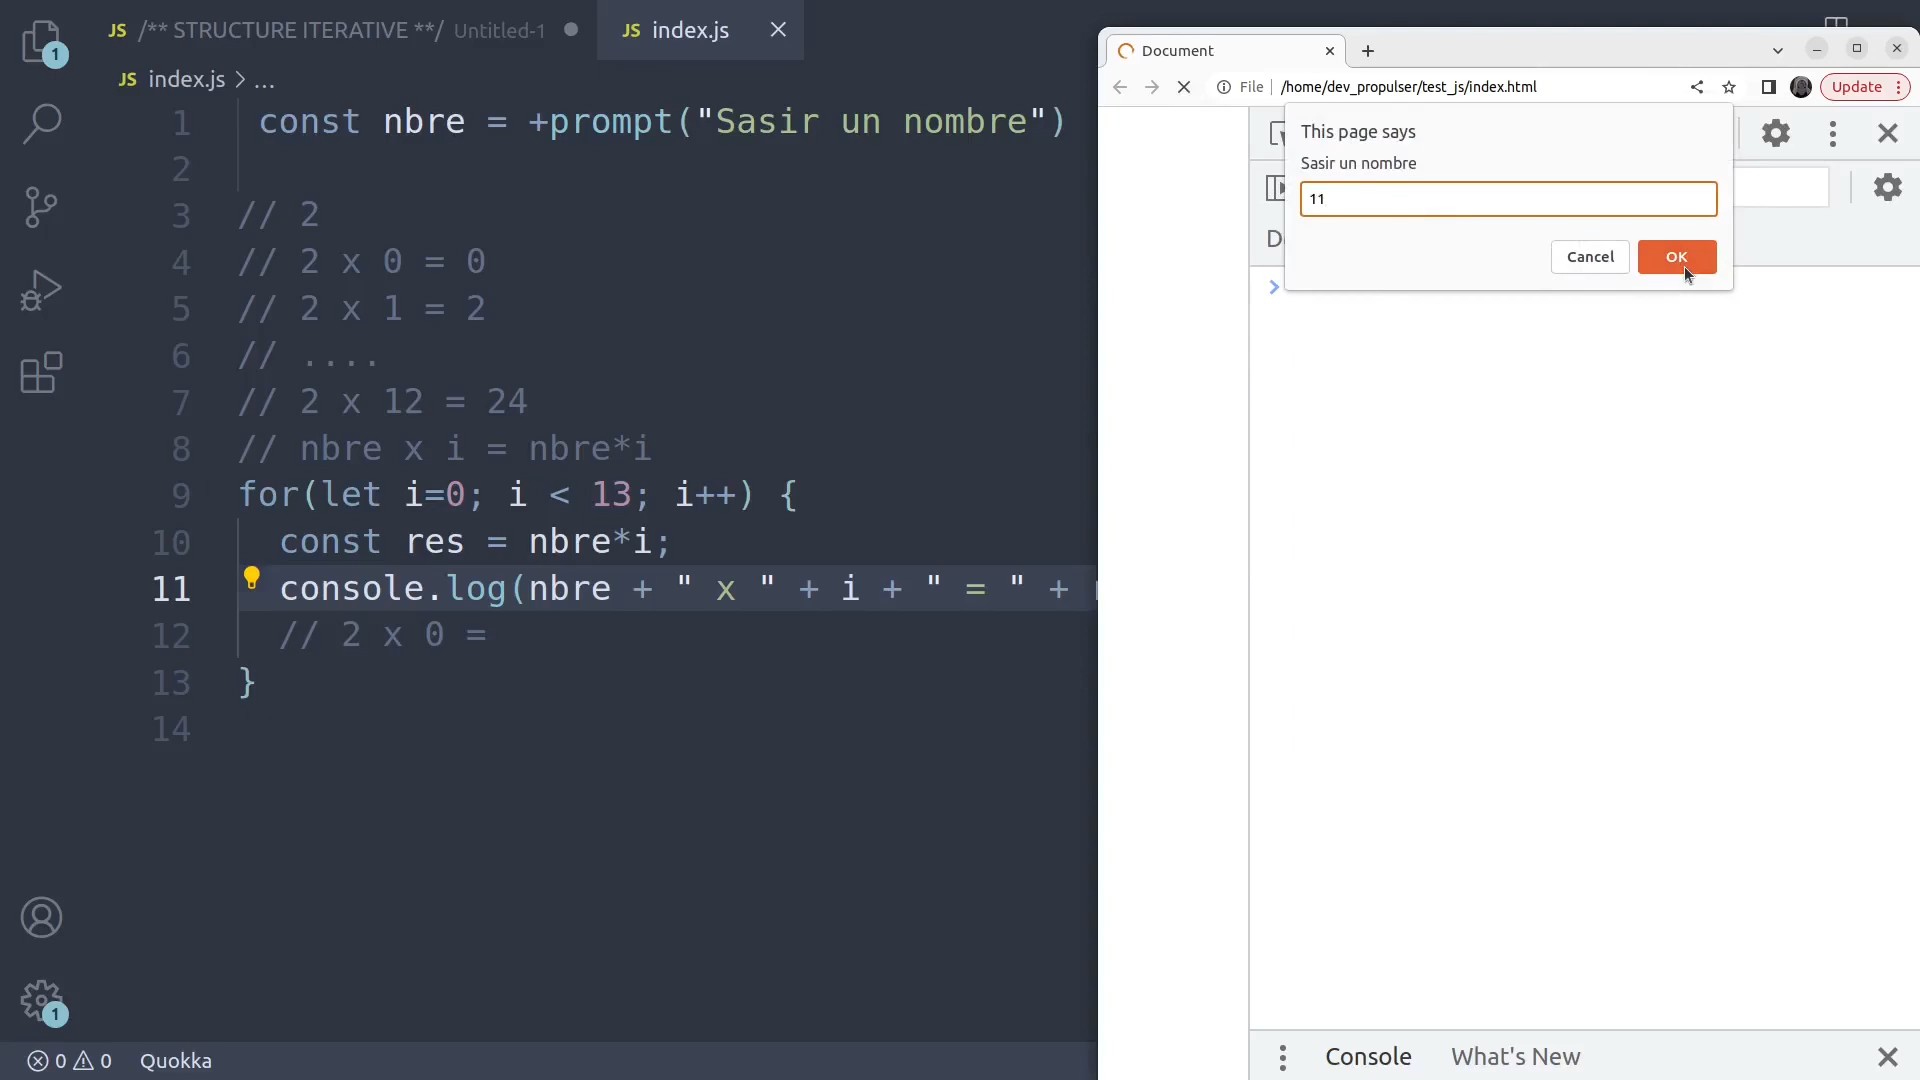 1
JS /** STRUCTURE ITERATIVE **/ Untitled-1
JS index.js
JS index.js > ...
1 const nbre = +prompt("Sasir un nombre")
2
3 // 2
4 // 2 x 0 = 0
5 // 2 x 1 = 2
6 // ....
7 // 2 x 12 = 24
8 // nbre x i = nbre*i
9 for(let i=0; i < 13; i++) {
10 const res = nbre*i;
11 console.log(nbre + " x " + i + " = " +
12 // 2 x 0 =
13 }
14
1
0 0 Quokka
Document
File /home/dev_propulser/test_js/index.html
Update
This page says
Sasir un nombre
11
Cancel OK
Console What's New